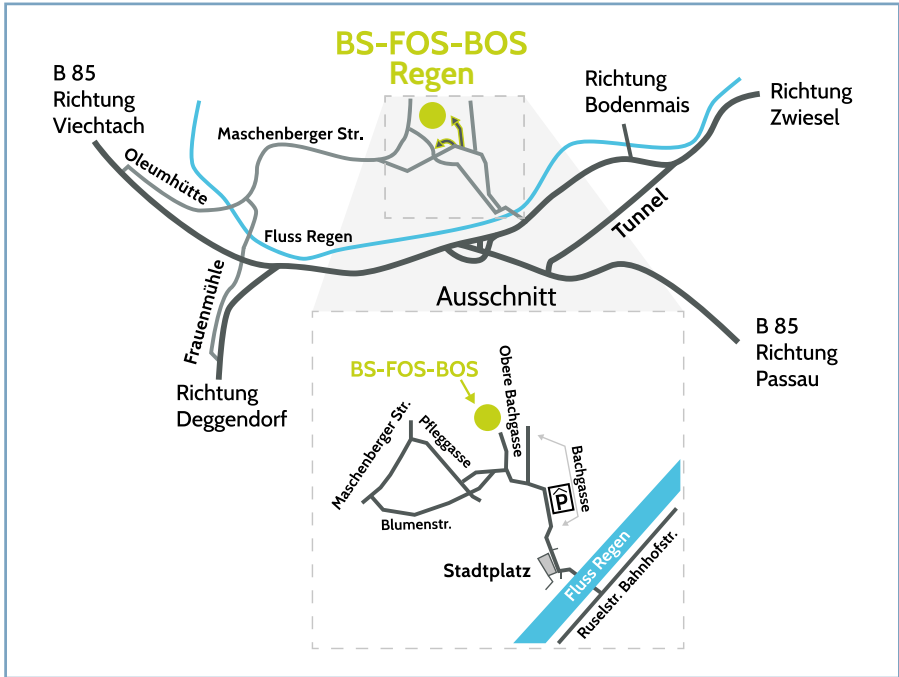 BS-FOS-BOS
Regen
B 85
Richtung
Viechtach
Richtung
Bodenmais
Richtung
Zwiesel
Maschenberger Str.
Oleumhütte
Fluss Regen
Tunnel
Frauenmühle
Ausschnitt
Richtung
Deggendorf
B 85
Richtung
Passau
BS-FOS-BOS
Obere Bachgasse
Maschenberger Str.
Pfleggasse
Bachgasse
P
Blumenstr.
Stadtplatz
Fluss Regen
Ruselstr. Bahnhofstr.